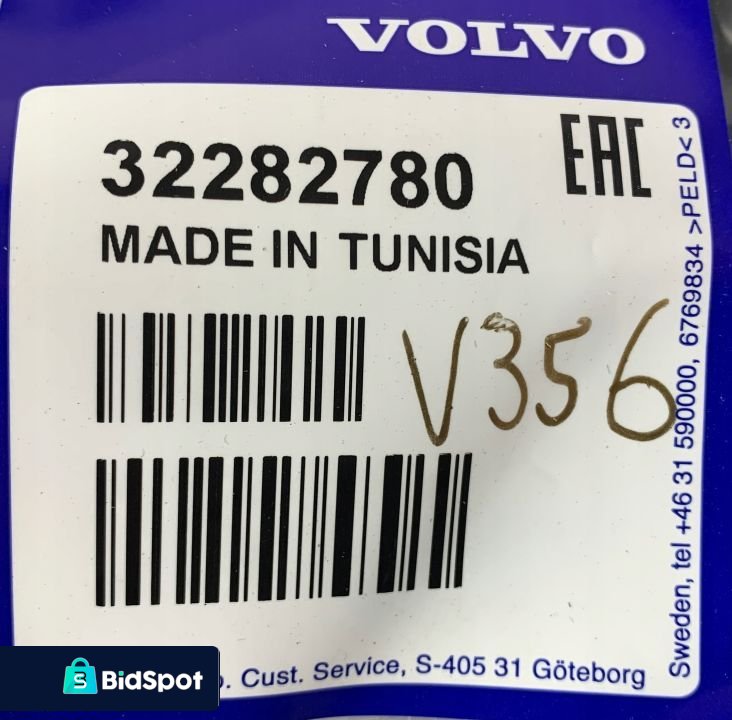 VOLVO
32282780
EAC
MADE IN TUNISIA
V356
Cust. Service, S-405 31 Göteborg
Sweden, tel +46 31 590000, 6769834 >PELD< 3
BidSpot